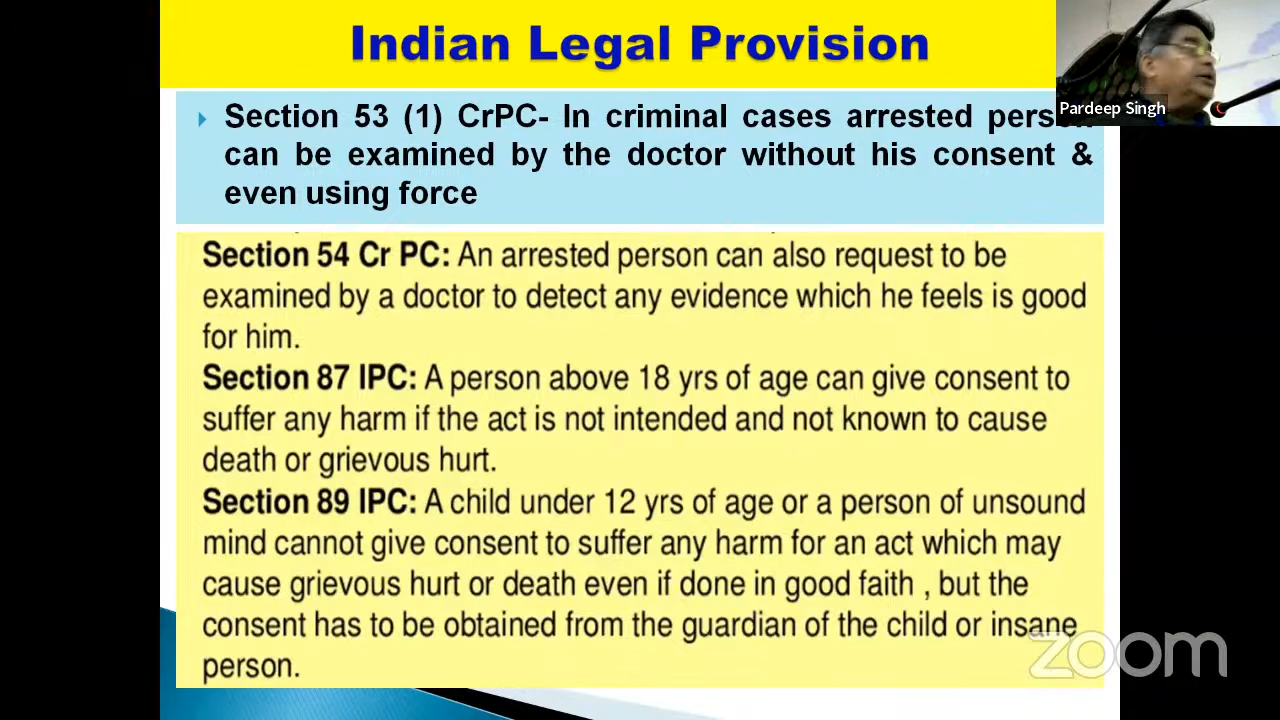 Indian Legal Provision
Pardeep Singh
Section 53 (1) CrPC- In criminal cases arrested person
can be examined by the doctor without his consent &
even using force
Section 54 Cr PC: An arrested person can also request to be
examined by a doctor to detect any evidence which he feels is good
for him.
Section 87 IPC: A person above 18 yrs of age can give consent to
suffer any harm if the act is not intended and not known to cause
death or grievous hurt.
Section 89 IPC: A child under 12 yrs of age or a person of unsound
mind cannot give consent to suffer any harm for an act which may
cause grievous hurt or death even if done in good faith , but the
consent has to be obtained from the guardian of the child or insane
person.
zoom